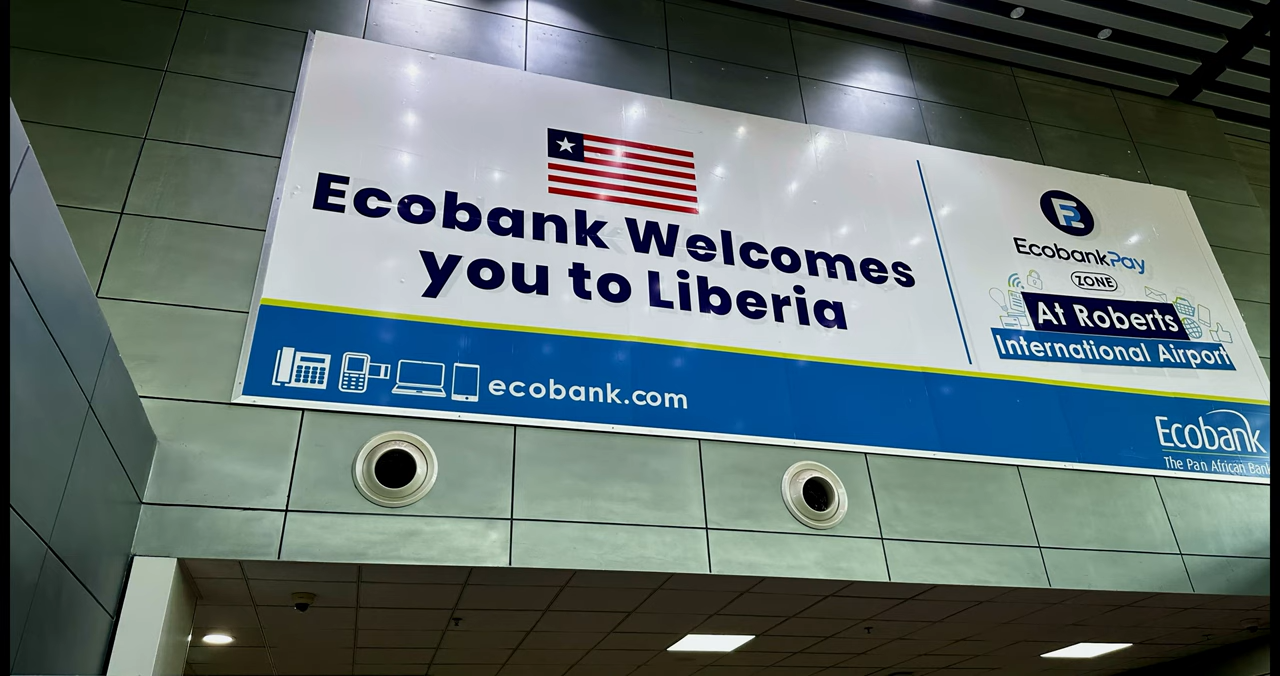 Ecobank Welcomes
you to Liberia
ecobank.com
EcobankPay
ZONE
At Roberts
International Airport
Ecobank
The Pan African Bank